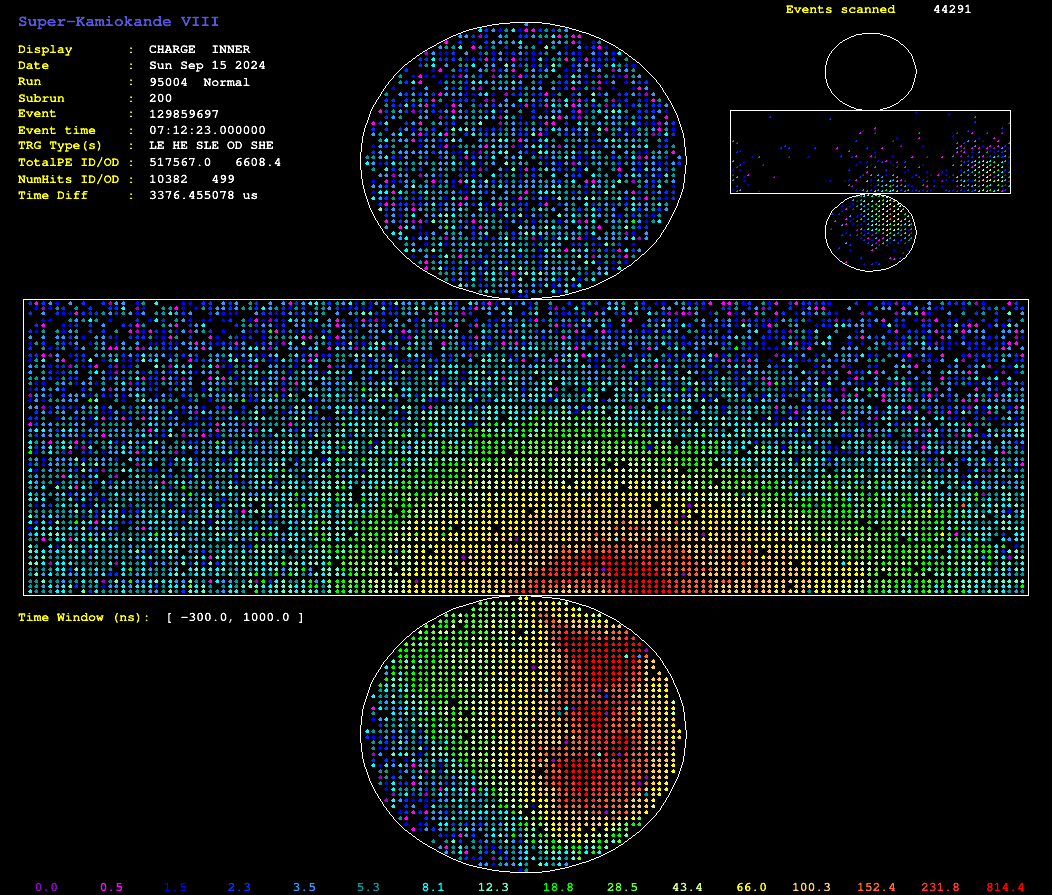 Super-Kamiokande VIII
Events scanned 44291
Display : CHARGE INNER
Date : Sun Sep 15 2024
Run : 95004 Normal
Subrun : 200
Event : 129859697
Event time : 07:12:23.000000
TRG Type(s) : LE HE SLE OD SHE
TotalPE ID/OD : 517567.0 6608.4
NumHits ID/OD : 10382 499
Time Diff : 3376.455078 us
Time Window (ns): [ -300.0, 1000.0 ]
0.0 0.5 1.5 2.3 3.5 5.3 8.1 12.3 18.8 28.5 43.4 66.0 100.3 152.4 231.8 814.4